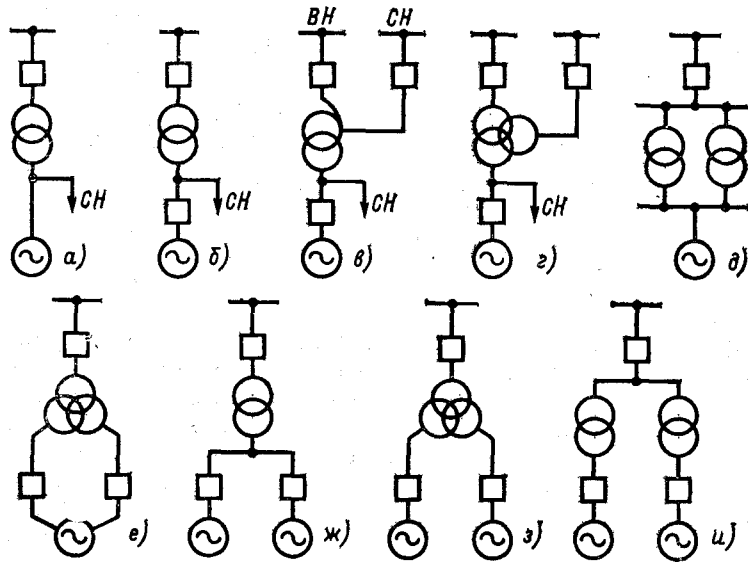 ВН СН
СН
СН
СН
СН
а) б) в) г) д)
е) ж) з) и)